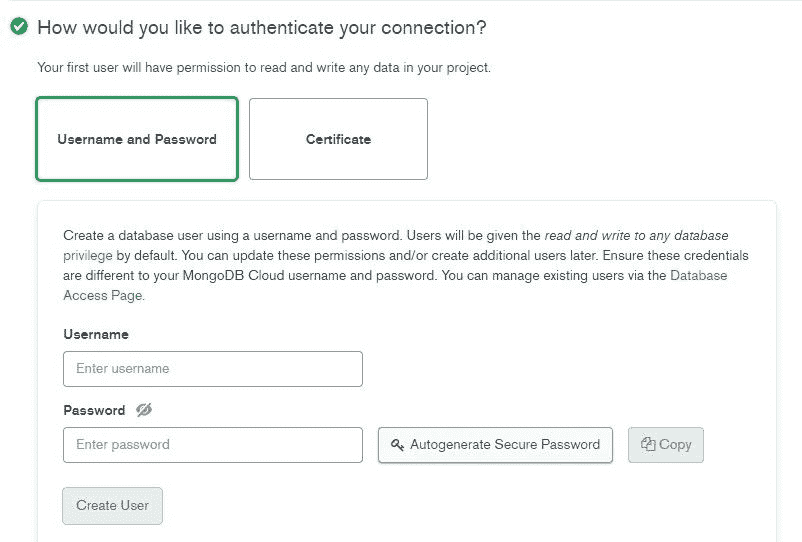 How would you like to authenticate your connection?
Your first user will have permission to read and write any data in your project.
Username and Password
Certificate
Create a database user using a username and password. Users will be given the read and write to any database
privilege by default. You can update these permissions and/or create additional users later. Ensure these credentials
are different to your MongoDB Cloud username and password. You can manage existing users via the Database
Access Page.
Username
Enter username
Password
Enter password
Autogenerate Secure Password
Copy
Create User